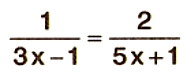 1/(3x−1) = 2/(5x+1)